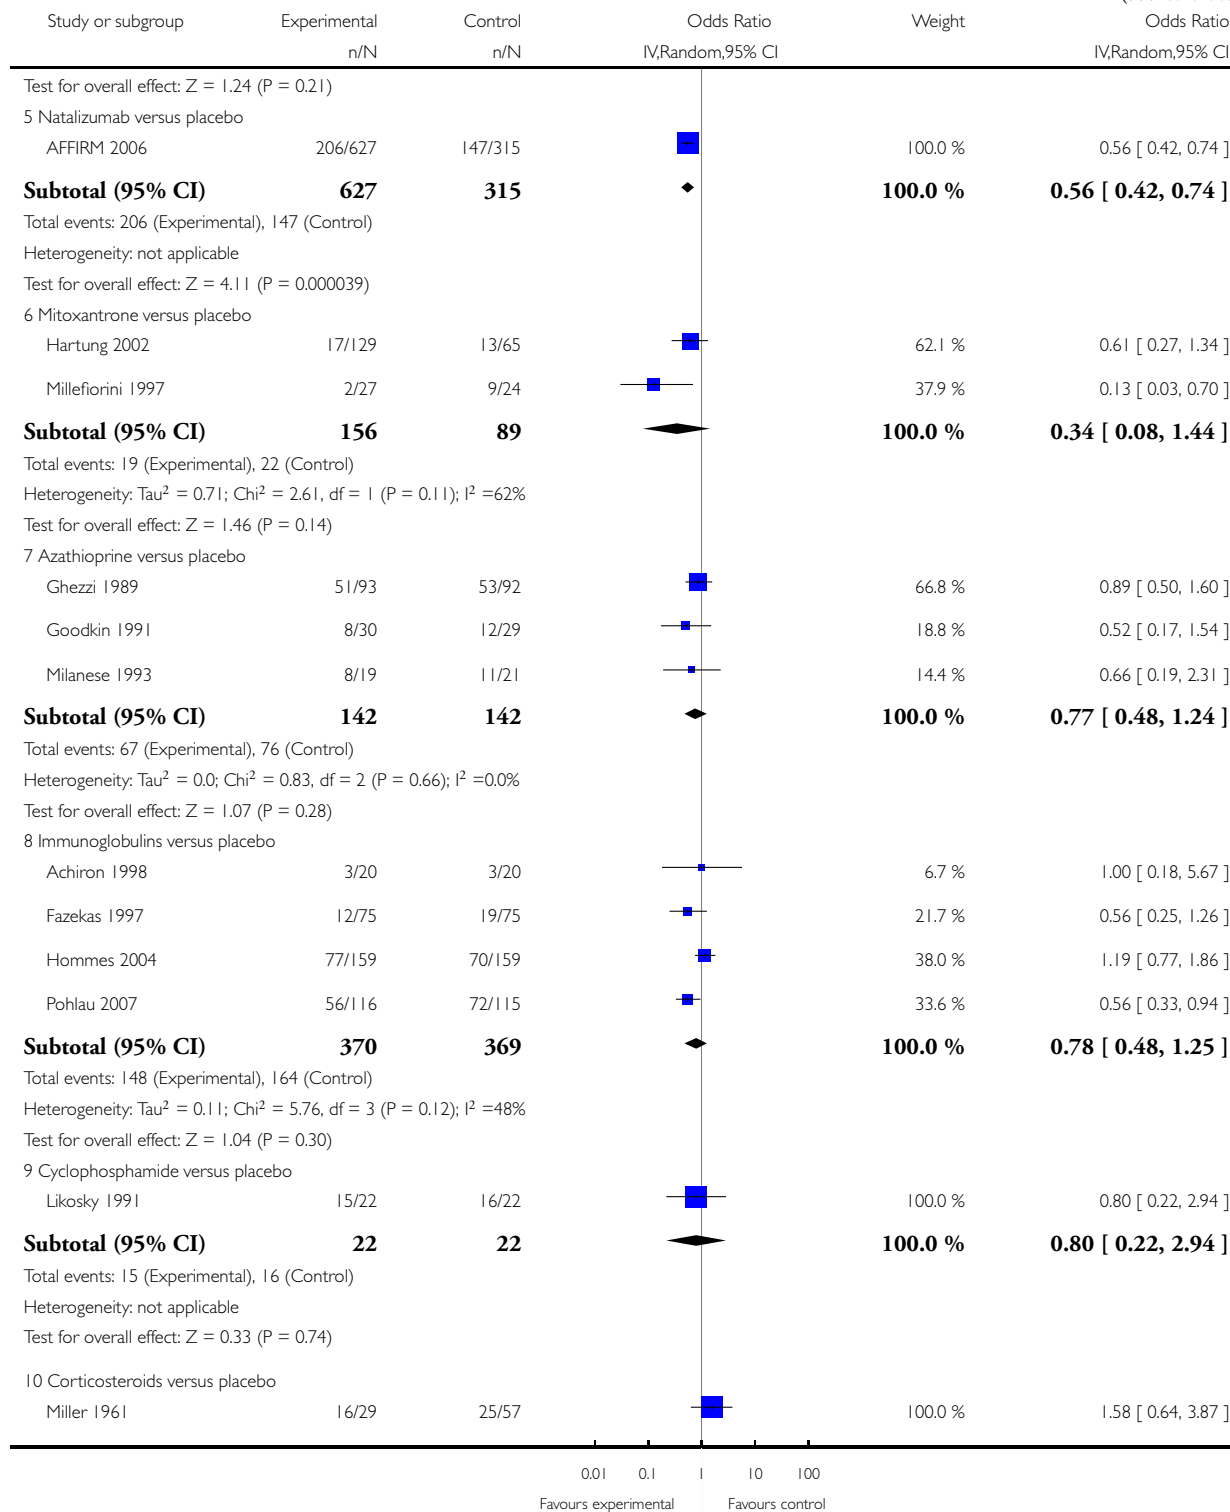 Study or subgroup Experimental Control Odds Ratio Weight Odds Ratio
n/N n/N IV,Random,95% CI IV,Random,95% CI
Test for overall effect: Z = 1.24 (P = 0.21)
5 Natalizumab versus placebo
AFFIRM 2006 206/627 147/315 100.0 % 0.56 [ 0.42, 0.74 ]
Subtotal (95% CI) 627 315 100.0 % 0.56 [ 0.42, 0.74 ]
Total events: 206 (Experimental), 147 (Control)
Heterogeneity: not applicable
Test for overall effect: Z = 4.11 (P = 0.000039)
6 Mitoxantrone versus placebo
Hartung 2002 17/129 13/65 62.1 % 0.61 [ 0.27, 1.34 ]
Millefiorini 1997 2/27 9/24 37.9 % 0.13 [ 0.03, 0.70 ]
Subtotal (95% CI) 156 89 100.0 % 0.34 [ 0.08, 1.44 ]
Total events: 19 (Experimental), 22 (Control)
Heterogeneity: Tau² = 0.71; Chi² = 2.61, df = 1 (P = 0.11); I² =62%
Test for overall effect: Z = 1.46 (P = 0.14)
7 Azathioprine versus placebo
Ghezzi 1989 51/93 53/92 66.8 % 0.89 [ 0.50, 1.60 ]
Goodkin 1991 8/30 12/29 18.8 % 0.52 [ 0.17, 1.54 ]
Milanese 1993 8/19 11/21 14.4 % 0.66 [ 0.19, 2.31 ]
Subtotal (95% CI) 142 142 100.0 % 0.77 [ 0.48, 1.24 ]
Total events: 67 (Experimental), 76 (Control)
Heterogeneity: Tau² = 0.0; Chi² = 0.83, df = 2 (P = 0.66); I² =0.0%
Test for overall effect: Z = 1.07 (P = 0.28)
8 Immunoglobulins versus placebo
Achiron 1998 3/20 3/20 6.7 % 1.00 [ 0.18, 5.67 ]
Fazekas 1997 12/75 19/75 21.7 % 0.56 [ 0.25, 1.26 ]
Hommes 2004 77/159 70/159 38.0 % 1.19 [ 0.77, 1.86 ]
Pohlau 2007 56/116 72/115 33.6 % 0.56 [ 0.33, 0.94 ]
Subtotal (95% CI) 370 369 100.0 % 0.78 [ 0.48, 1.25 ]
Total events: 148 (Experimental), 164 (Control)
Heterogeneity: Tau² = 0.11; Chi² = 5.76, df = 3 (P = 0.12); I² =48%
Test for overall effect: Z = 1.04 (P = 0.30)
9 Cyclophosphamide versus placebo
Likosky 1991 15/22 16/22 100.0 % 0.80 [ 0.22, 2.94 ]
Subtotal (95% CI) 22 22 100.0 % 0.80 [ 0.22, 2.94 ]
Total events: 15 (Experimental), 16 (Control)
Heterogeneity: not applicable
Test for overall effect: Z = 0.33 (P = 0.74)
10 Corticosteroids versus placebo
Miller 1961 16/29 25/57 100.0 % 1.58 [ 0.64, 3.87 ]
0.01 0.1 1 10 100
Favours experimental Favours control